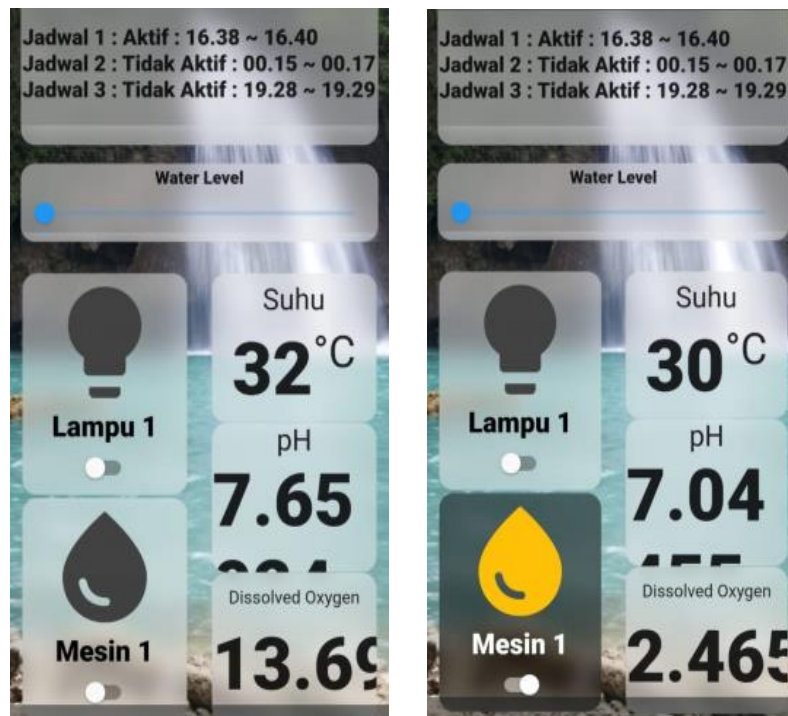 Jadwal 1 : Aktif : 16.38 ~ 16.40
Jadwal 2 : Tidak Aktif : 00.15 ~ 00.17
Jadwal 3 : Tidak Aktif : 19.28 ~ 19.29
Water Level
Suhu
32°C
Lampu 1
pH
7.65
Dissolved Oxygen
Mesin 1
13.69
Jadwal 1 : Aktif : 16.38 ~ 16.40
Jadwal 2 : Tidak Aktif : 00.15 ~ 00.17
Jadwal 3 : Tidak Aktif : 19.28 ~ 19.29
Water Level
Suhu
30°C
Lampu 1
pH
7.04
Dissolved Oxygen
Mesin 1
2.465